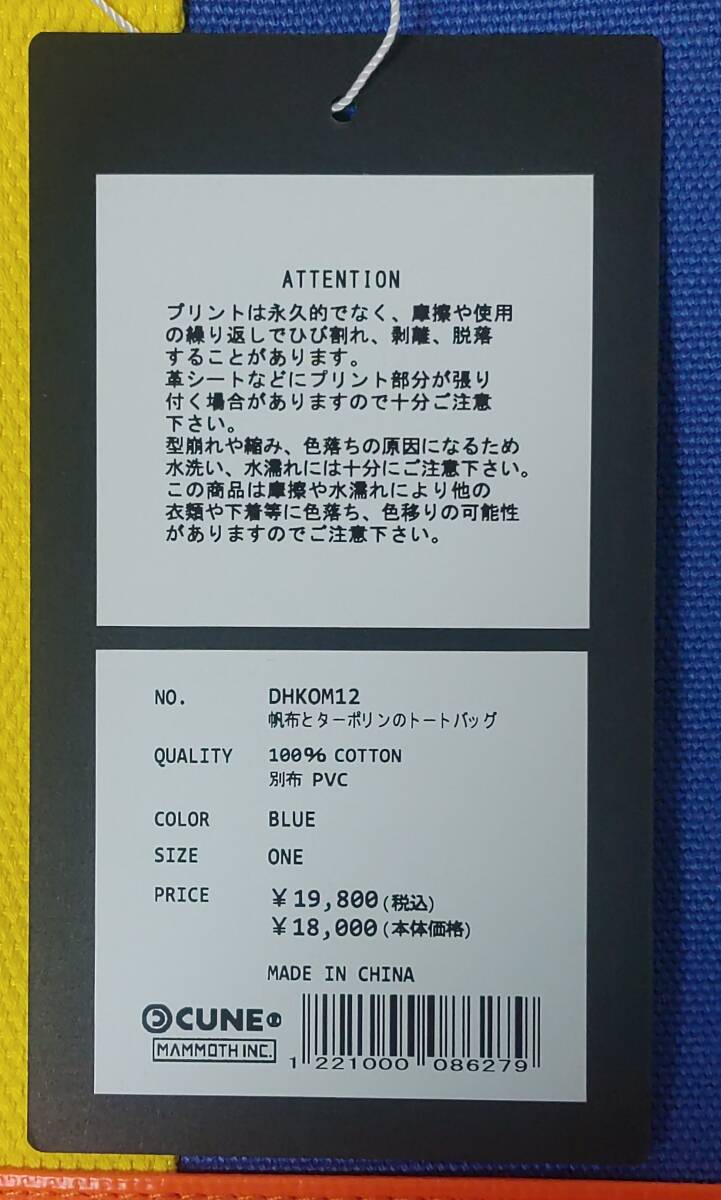 ATTENTION
プリントは永久的でなく、摩擦や使用
の繰り返しでひび割れ、剥離、脱落
することがあります。
革シートなどにプリント部分が張り
付く場合がありますので十分ご注意
下さい。
型崩れや縮み、色落ちの原因になるため
水洗い、水濡れには十分にご注意下さい。
この商品は摩擦や水濡れにより他の
衣類や下着等に色落ち、色移りの可能性
がありますのでご注意下さい。
NO. DHKOM12
帆布とターポリンのトートバッグ
QUALITY 100% COTTON
別布 PVC
COLOR BLUE
SIZE ONE
PRICE ￥19,800(税込)
￥18,000(本体価格)
MADE IN CHINA
CUNE
MAMMOTH INC.
1 221000 086279